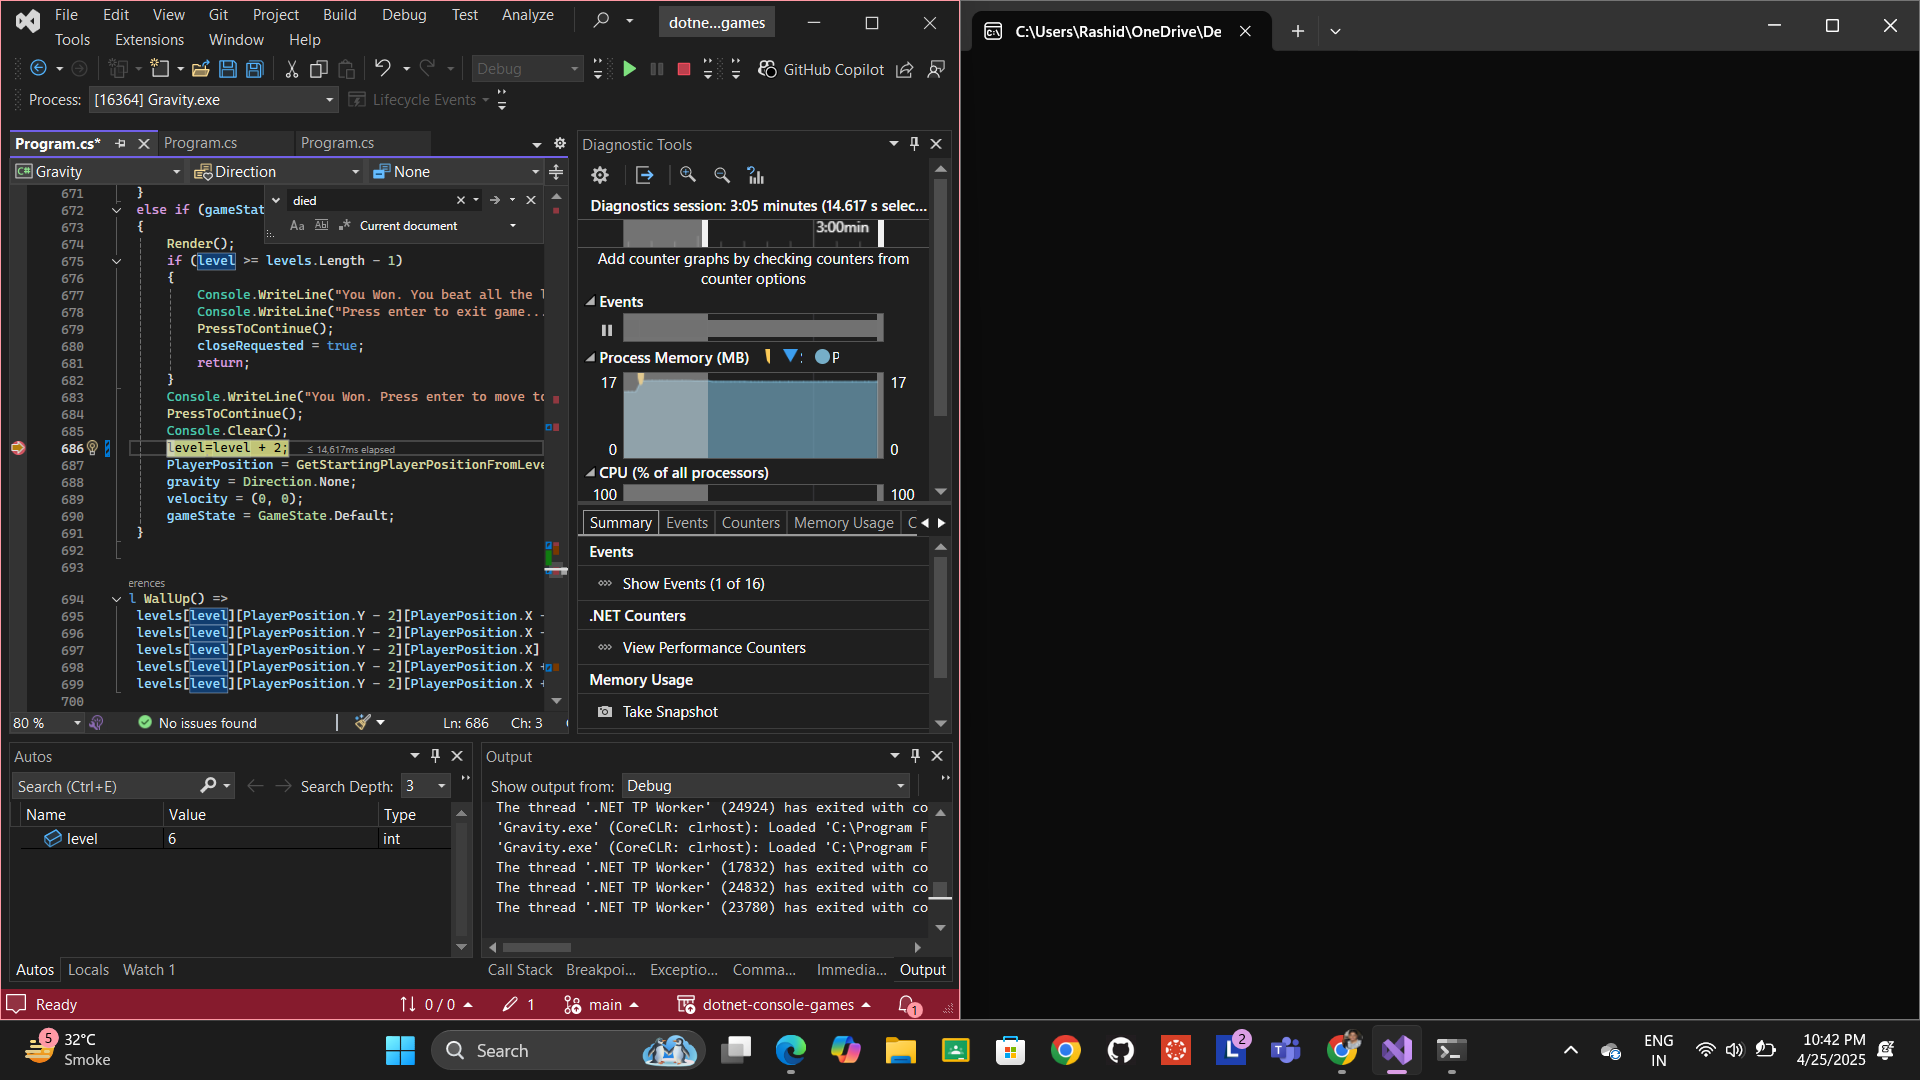 File Edit View Git Project Build Debug Test Analyze dotne...games
Tools Extensions Window Help
Debug GitHub Copilot
Process: [16364] Gravity.exe Lifecycle Events
Program.cs* Program.cs Program.cs
Gravity Direction None
died
Aa Current document
671 }
672 else if (gameStat
673 {
674 Render();
675 if (level >= levels.Length - 1)
676 {
677 Console.WriteLine("You Won. You beat all the l
678 Console.WriteLine("Press enter to exit game...
679 PressToContinue();
680 closeRequested = true;
681 return;
682 }
683 Console.WriteLine("You Won. Press enter to move to
684 PressToContinue();
685 Console.Clear();
686 level=level + 2; ≤ 14,617ms elapsed
687 PlayerPosition = GetStartingPlayerPositionFromLeve
688 gravity = Direction.None;
689 velocity = (0, 0);
690 gameState = GameState.Default;
691 }
692
693
erences
694 l WallUp() =>
695 levels[level][PlayerPosition.Y - 2][PlayerPosition.X -
696 levels[level][PlayerPosition.Y - 2][PlayerPosition.X -
697 levels[level][PlayerPosition.Y - 2][PlayerPosition.X]
698 levels[level][PlayerPosition.Y - 2][PlayerPosition.X +
699 levels[level][PlayerPosition.Y - 2][PlayerPosition.X +
700
80 % No issues found Ln: 686 Ch: 3
Diagnostic Tools
Diagnostics session: 3:05 minutes (14.617 s selec...
3:00min
Add counter graphs by checking counters from
counter options
Events
Process Memory (MB) P
17 17
0 0
CPU (% of all processors)
100 100
Summary Events Counters Memory Usage C
Events
Show Events (1 of 16)
.NET Counters
View Performance Counters
Memory Usage
Take Snapshot
Autos
Search (Ctrl+E) Search Depth: 3
Name Value Type
level 6 int
Autos Locals Watch 1
Output
Show output from: Debug
The thread '.NET TP Worker' (24924) has exited with co
'Gravity.exe' (CoreCLR: clrhost): Loaded 'C:\Program F
'Gravity.exe' (CoreCLR: clrhost): Loaded 'C:\Program F
The thread '.NET TP Worker' (17832) has exited with co
The thread '.NET TP Worker' (24832) has exited with co
The thread '.NET TP Worker' (23780) has exited with co
Call Stack Breakpoi... Exceptio... Comma... Immedia... Output
Ready 0 / 0 1 main dotnet-console-games 1
C:\Users\Rashid\OneDrive\De
5 32°C
Smoke
Search
2
ENG
IN
10:42 PM
4/25/2025